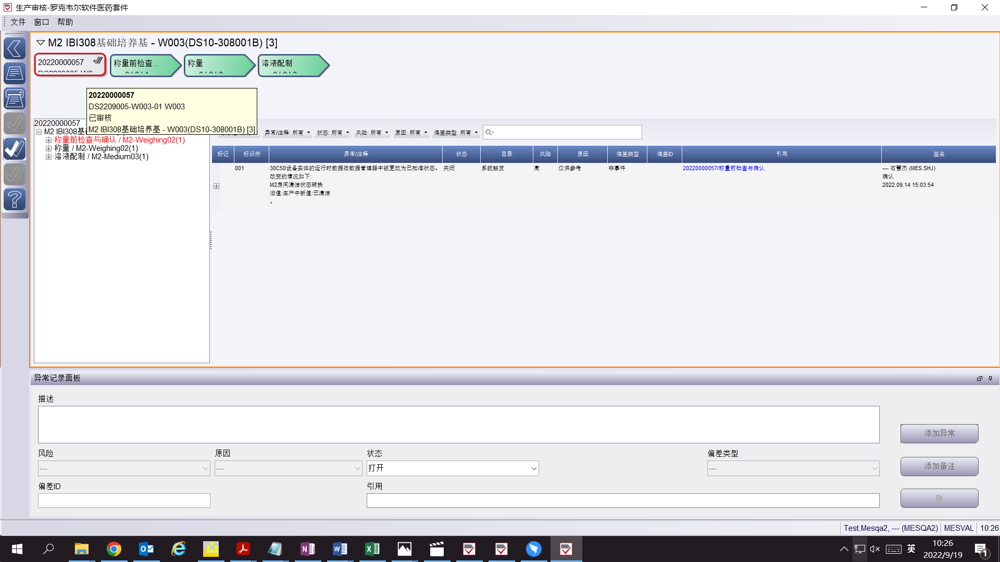 生产审核-罗克韦尔软件医药套件
文件 窗口 帮助
M2 IBI308基础培养基 - W003(DS10-308001B) [3]
20220000057
称量前检查...
称量
溶液配制
20220000057
DS2209005-W003-01 W003
已审核
M2 IBI308基础培养基 - W003(DS10-308001B) [3]
20220000057
M2 IBI308基
称量前检查与确认 / M2-Weighing02(1)
称量 / M2-Weighing02(1)
溶液配制 / M2-Medium03(1)
异常/注释: 所有 状态: 所有 风险: 所有 原因: 所有 偏差类型: 所有
标记 标识符 异常/注释 状态 目录 风险 原因 偏差类型 偏差ID 引用 签名
001 30C50设备实体的运行时数据在数据管理器中被更改为已批准状态。 关闭 系统触发 高 仅供参考 非事件 20220000057/称量前检查与确认 --- 石慧杰 (MES.SHJ)
改变的情况如下: 确认
M2房间清洁状态转换 2022.09.14 15:03:54
旧值:生产中新值:已清洁
。
异常记录面板
描述
添加异常
风险 原因 状态 偏差类型
--- --- 打开 ---
添加备注
偏差ID 引用
Test.Mesqa2, --- (MESQA2) MESVAL 10:26
英
10:26
2022/9/19
1